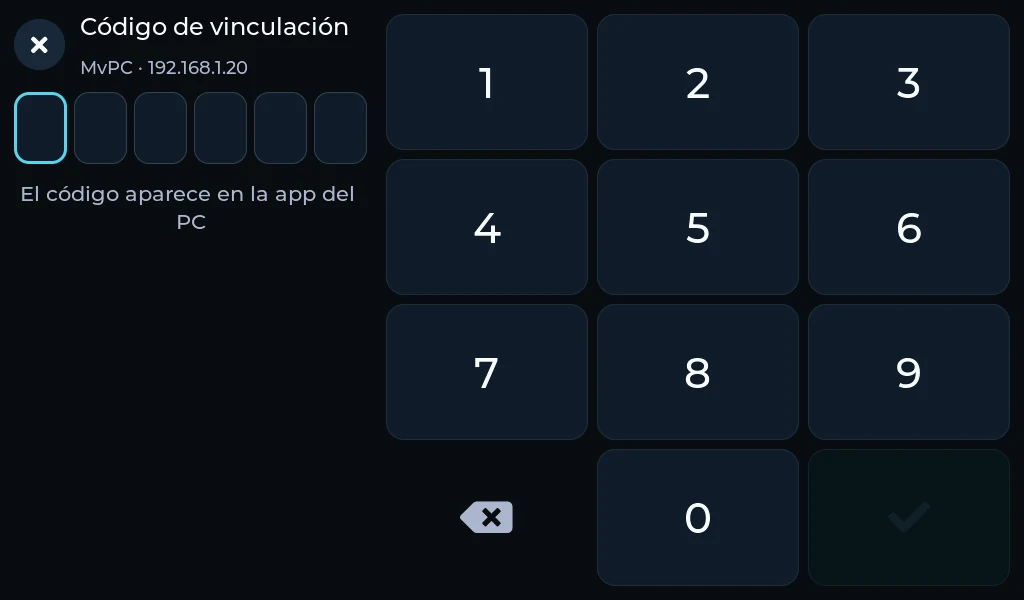 Código de vinculación
MvPC · 192.168.1.20
El código aparece en la app del
PC
1 2 3
4 5 6
7 8 9
0